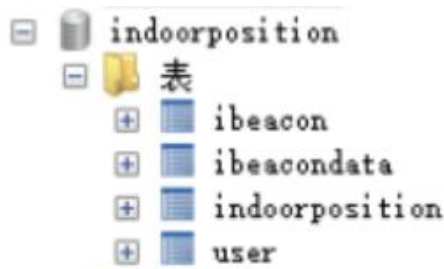 indoorposition
表
ibeacon
ibeacondata
indoorposition
user